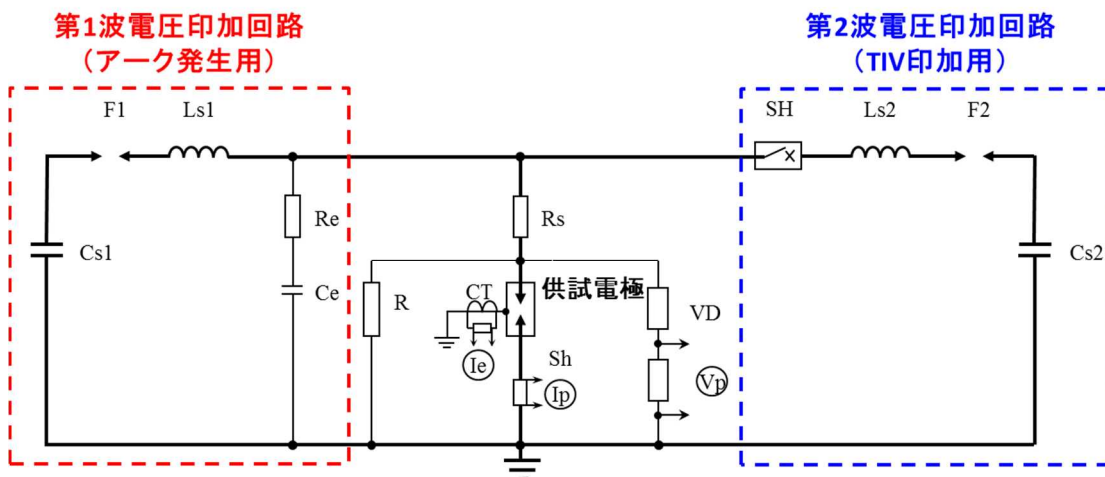 第1波電圧印加回路
(アーク発生用)
第2波電圧印加回路
(TIV印加用)
F1
Ls1
SH
Ls2
F2
Re
Rs
Cs1
Cs2
供試電極
CT
Ce
R
VD
Ie
Sh
Ip
Vp